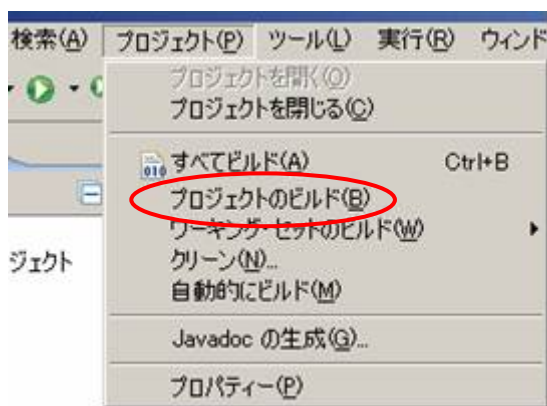 検索(A) プロジェクト(P) ツール(L) 実行(R) ウィンド
プロジェクトを開く(O)
プロジェクトを閉じる(C)
すべてビルド(A) Ctrl+B
プロジェクトのビルド(B)
ワーキング・セットのビルド(W)
ジェクト
クリーン(N)...
自動的にビルド(M)
Javadoc の生成(G)...
プロパティー(P)